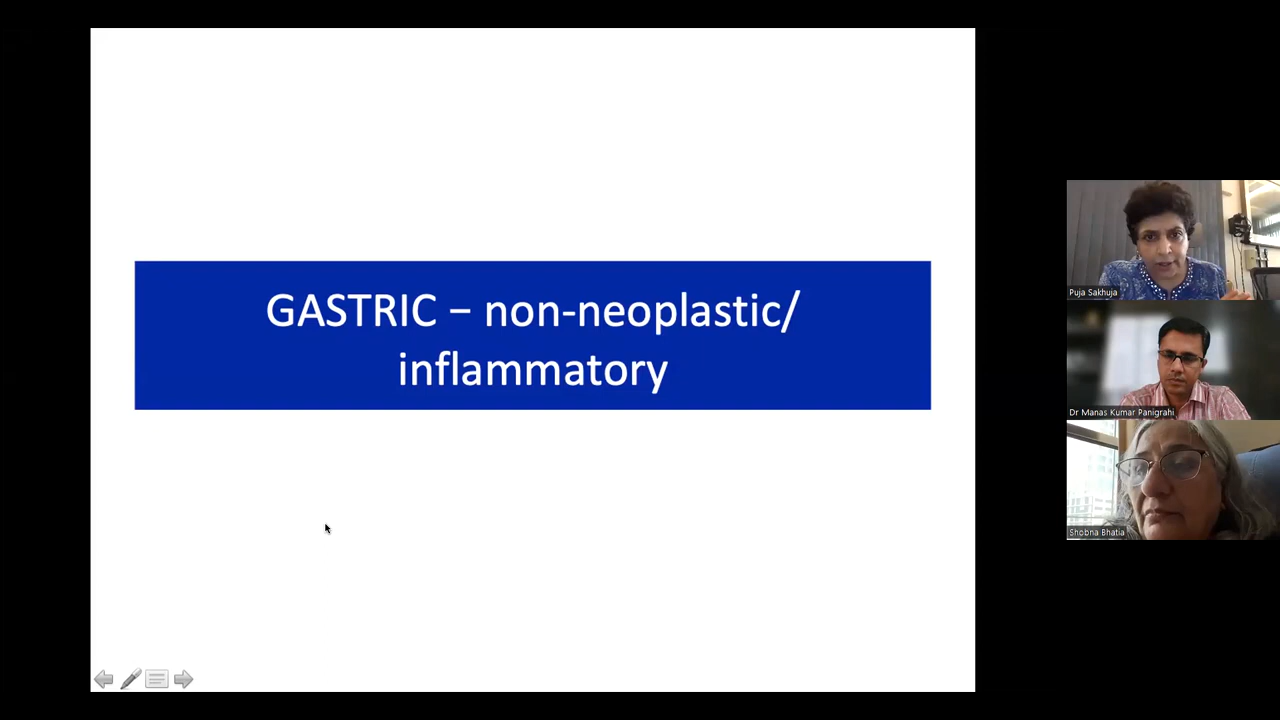 GASTRIC – non-neoplastic/
inflammatory
Puja Sakhuja
Dr Manas Kumar Panigrahi
Shobna Bhatia